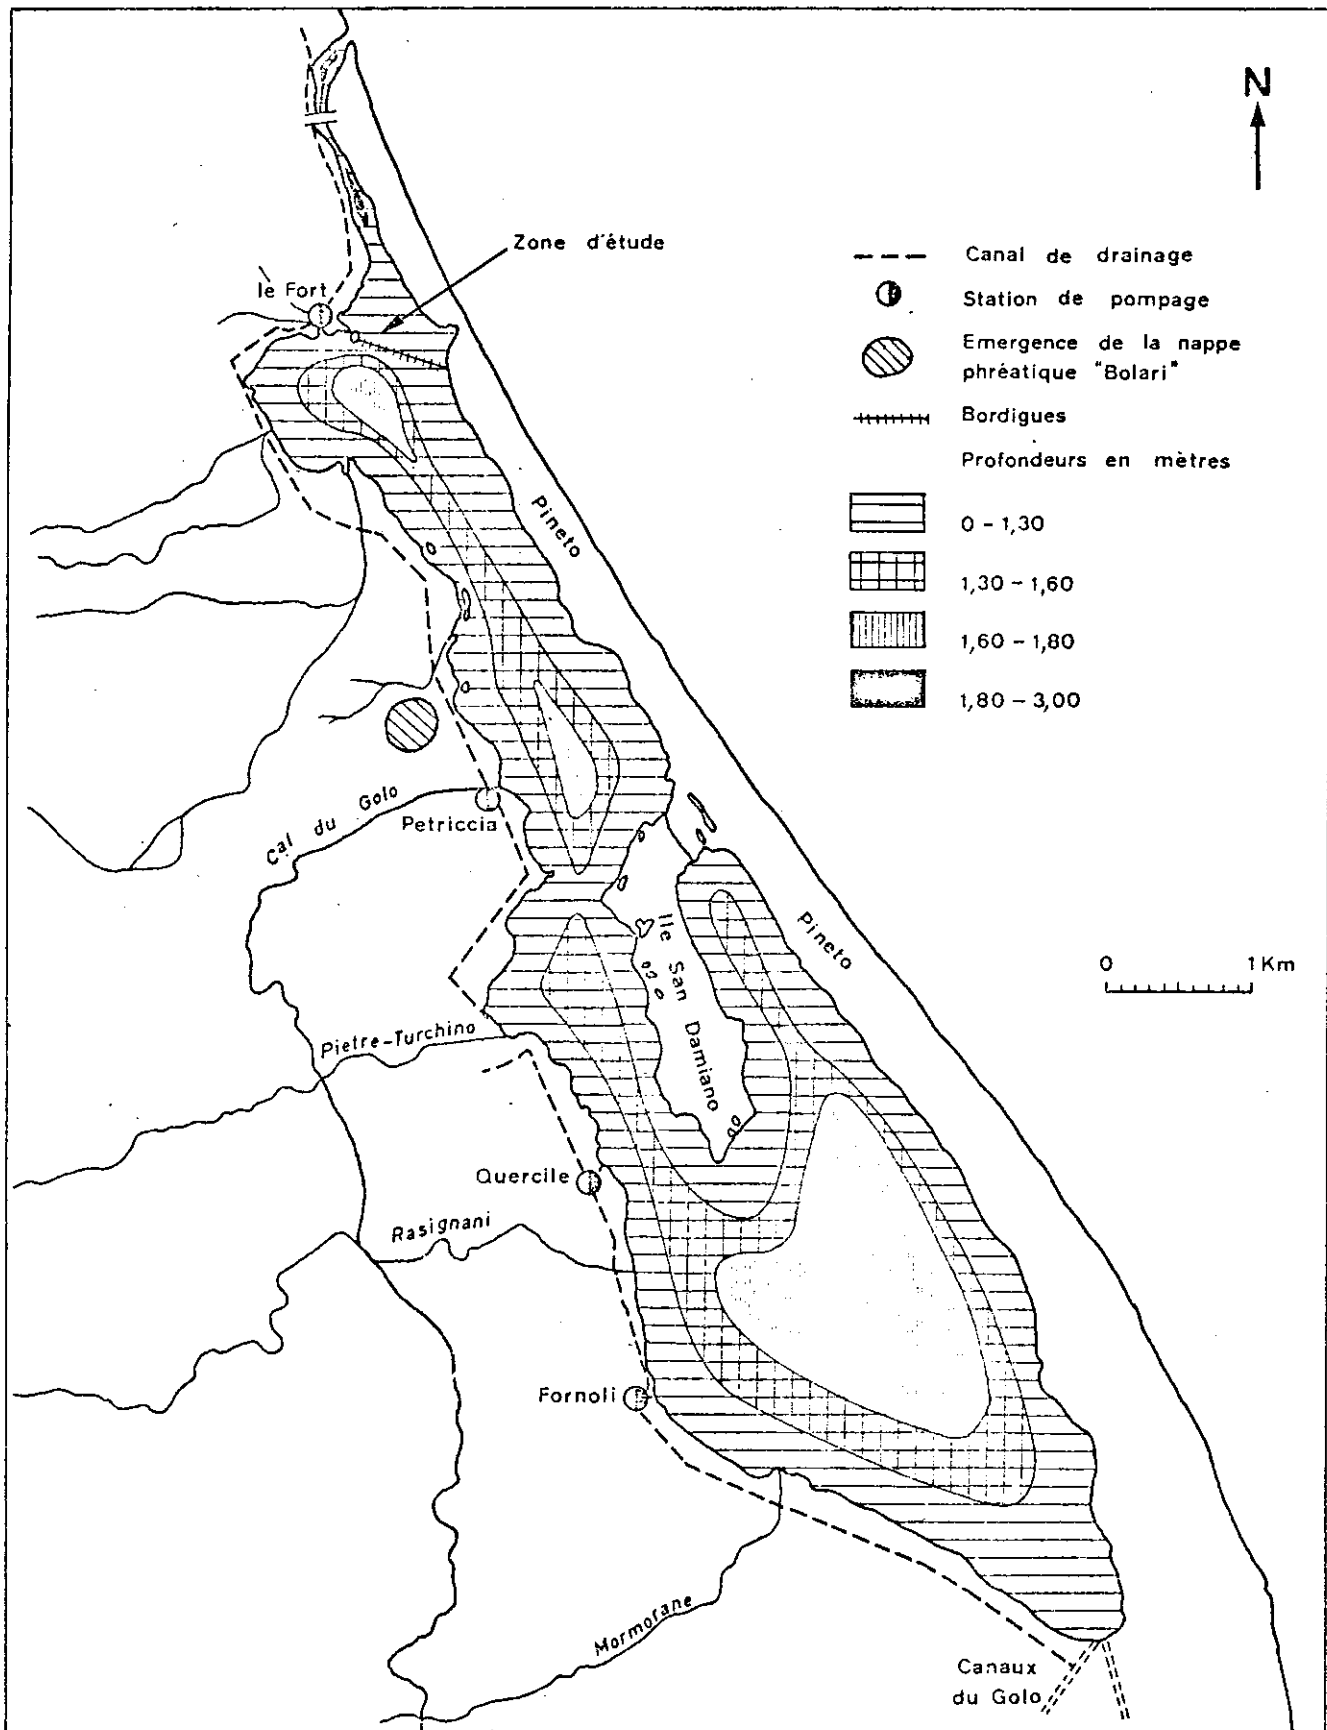 N
Zone d'étude
le Fort
Canal de drainage
Station de pompage
Emergence de la nappe
phréatique "Bolari"
Bordigues
Profondeurs en mètres
0 - 1,30
1,30 - 1,60
1,60 - 1,80
1,80 - 3,00
Pineto
Cal du Golo
Petriccia
Ile San Damiano
Pineto
0 1 Km
Pietre-Turchino
Quercile
Rasignani
Fornoli
Mormorane
Canaux
du Golo